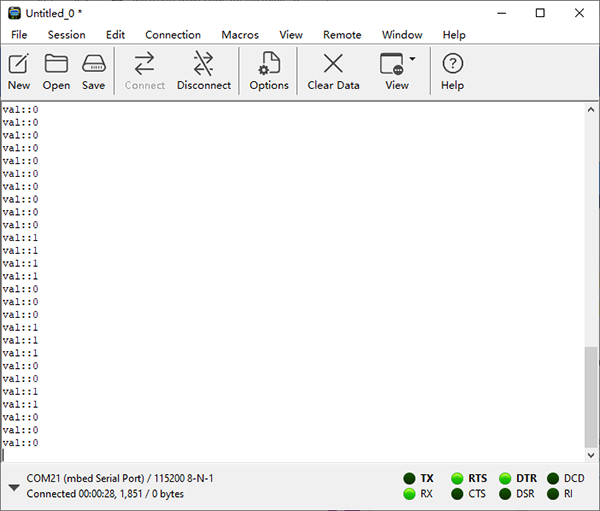 Untitled_0 *
File Session Edit Connection Macros View Remote Window Help
New Open Save Connect Disconnect Options Clear Data View Help
val::0
val::0
val::0
val::0
val::0
val::0
val::0
val::0
val::0
val::0
val::1
val::1
val::1
val::1
val::0
val::0
val::0
val::1
val::1
val::1
val::0
val::0
val::1
val::1
val::0
val::0
val::0
COM21 (mbed Serial Port) / 115200 8-N-1
Connected 00:00:28, 1,851 / 0 bytes
TX RTS DTR DCD
RX CTS DSR RI